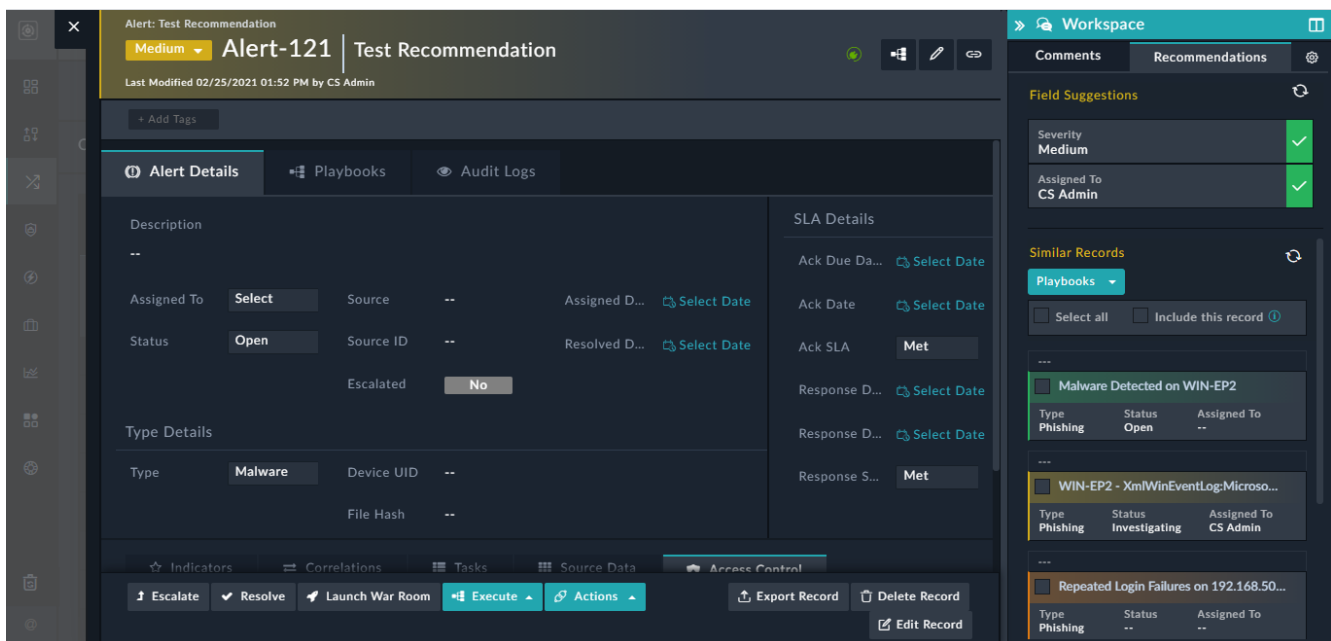 Alert: Test Recommendation
Medium
Alert-121
Test Recommendation
Last Modified 02/25/2021 01:52 PM by CS Admin
+ Add Tags
Alert Details
Playbooks
Audit Logs
Description
--
Assigned To
Select
Source
--
Assigned D...
Select Date
Status
Open
Source ID
--
Resolved D...
Select Date
Escalated
No
Type Details
Type
Malware
Device UID
--
File Hash
--
SLA Details
Ack Due Da...
Select Date
Ack Date
Select Date
Ack SLA
Met
Response D...
Select Date
Response D...
Select Date
Response S...
Met
Indicators
Correlations
Tasks
Source Data
Access Control
Escalate
Resolve
Launch War Room
Execute
Actions
Export Record
Delete Record
Edit Record
Workspace
Comments
Recommendations
Field Suggestions
Severity
Medium
Assigned To
CS Admin
Similar Records
Playbooks
Select all
Include this record
---
Malware Detected on WIN-EP2
Type
Status
Assigned To
Phishing
Open
--
---
WIN-EP2 - XmlWinEventLog:Microso...
Type
Status
Assigned To
Phishing
Investigating
CS Admin
---
Repeated Login Failures on 192.168.50...
Type
Status
Assigned To
Phishing
--
--